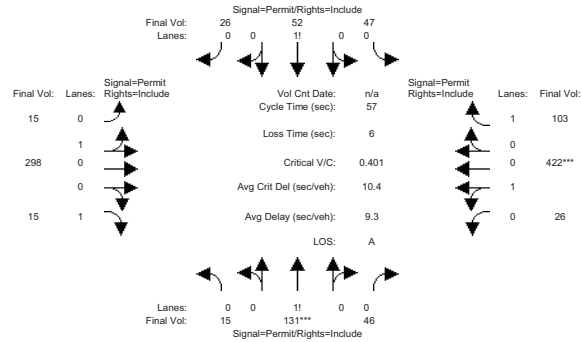 Signal=Permit/Rights=Include
Final Vol: 26 52 47
Lanes: 0 0 1! 0 0
Signal=Permit
Final Vol: Lanes: Rights=Include
Vol Cnt Date: n/a
Signal=Permit
Rights=Include Lanes: Final Vol:
Cycle Time (sec): 57
15 0
1 103
Loss Time (sec): 6
1
0
298 0
Critical V/C: 0.401
0 422***
0
Avg Crit Del (sec/veh): 10.4
1
15 1
Avg Delay (sec/veh): 9.3
0 26
LOS: A
Lanes: 0 0 1! 0 0
Final Vol: 15 131*** 46
Signal=Permit/Rights=Include